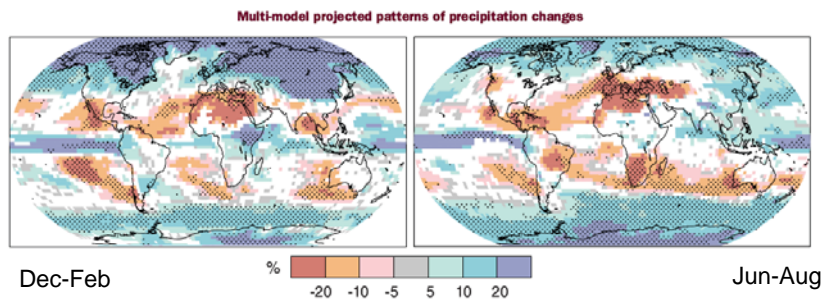 Multi-model projected patterns of precipitation changes
%
-20 -10 -5 5 10 20
Dec-Feb
Jun-Aug